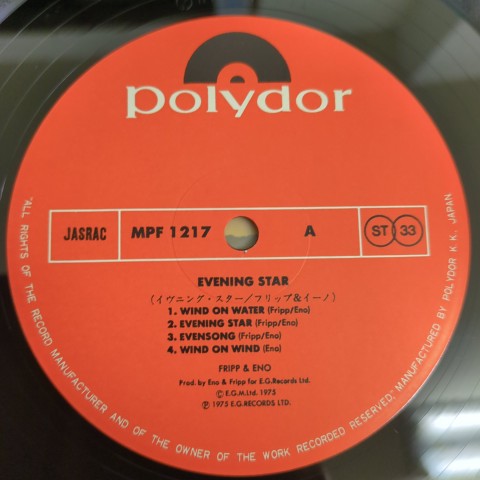 polydor
JASRAC MPF 1217 A ST 33
EVENING STAR
(イヴニング・スター/フリップ&イーノ)
1. WIND ON WATER (Fripp/Eno)
2. EVENING STAR (Fripp/Eno)
3. EVENSONG (Fripp/Eno)
4. WIND ON WIND (Eno)
FRIPP & ENO
Prod. by Eno & Fripp for E.G.Records Ltd.
Ⓒ E.G.M.Ltd. 1975
Ⓟ 1975 E.G.RECORDS LTD.
"ALL RIGHTS OF THE RECORD MANUFACTURER AND OF THE OWNER OF THE WORK RECORDED RESERVED." MANUFACTURED BY POLYDOR K.K. JAPAN